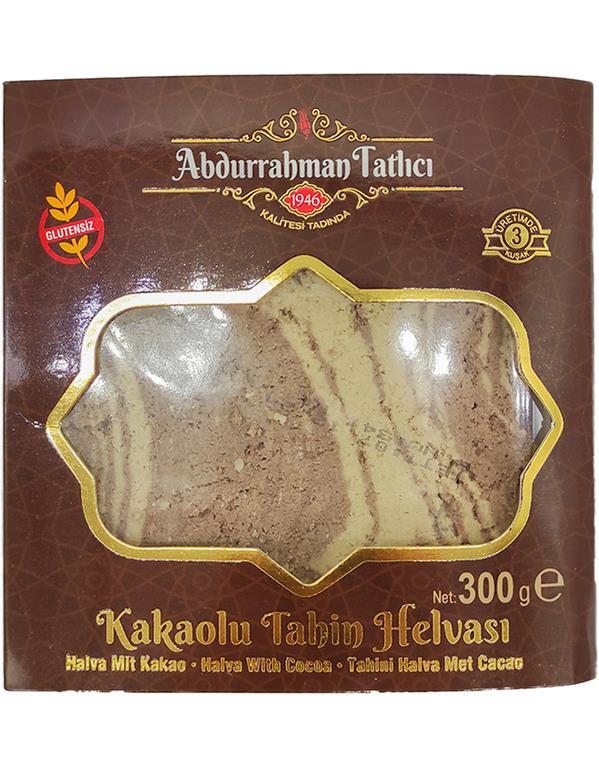 Abdurrahman Tatlıcı
1946
KALİTESİ TADINDA
GLUTENSİZ
ÜRETİMDE
3
KUŞAK
Net: 300 g e
Kakaolu Tahin Helvası
Halva Mit Kakao · Halva With Cocoa · Tahini Halva Met Cacao